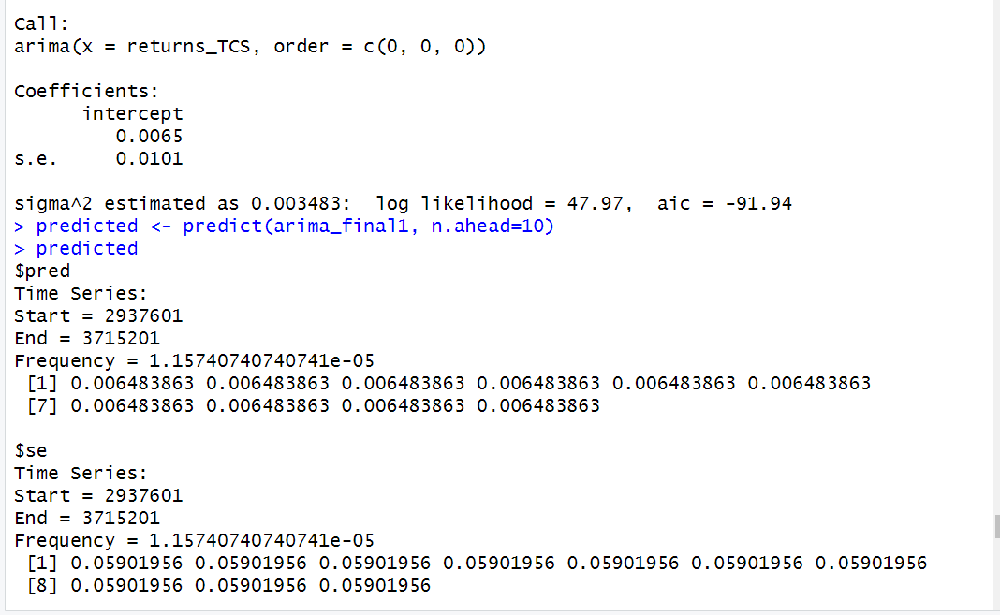 Call:
arima(x = returns_TCS, order = c(0, 0, 0))
Coefficients:
intercept
0.0065
s.e. 0.0101
sigma^2 estimated as 0.003483: log likelihood = 47.97, aic = -91.94
> predicted <- predict(arima_final1, n.ahead=10)
> predicted
$pred
Time Series:
Start = 2937601
End = 3715201
Frequency = 1.15740740740741e-05
[1] 0.006483863 0.006483863 0.006483863 0.006483863 0.006483863 0.006483863
[7] 0.006483863 0.006483863 0.006483863 0.006483863
$se
Time Series:
Start = 2937601
End = 3715201
Frequency = 1.15740740740741e-05
[1] 0.05901956 0.05901956 0.05901956 0.05901956 0.05901956 0.05901956 0.05901956
[8] 0.05901956 0.05901956 0.05901956